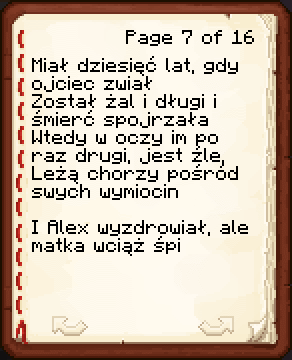 Page 7 of 16
Miał dziesięć lat, gdy
ojciec zwiał
Został żal i długi i
śmierć spojrzała
Wtedy w oczy im po
raz drugi, jest źle,
Leżą chorzy pośród
swych wymiocin
I Alex wyzdrowiał, ale
matka wciąż śpi